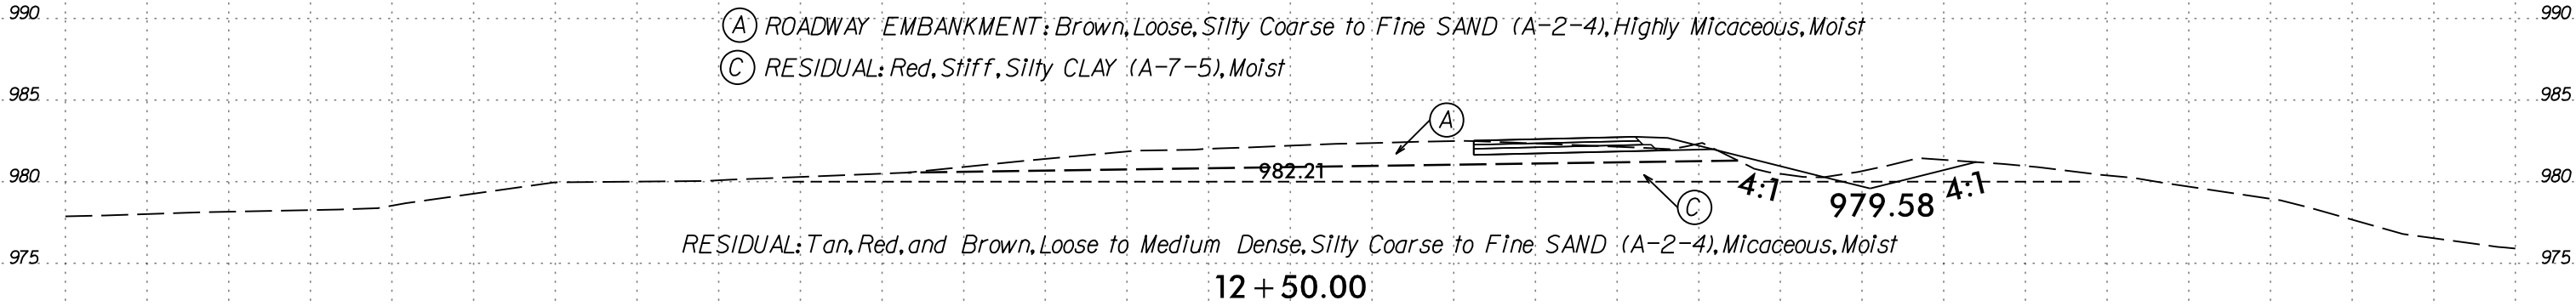 990 Ⓐ ROADWAY EMBANKMENT: Brown, Loose, Silty Coarse to Fine SAND (A-2-4), Highly Micaceous, Moist 990
Ⓒ RESIDUAL: Red, Stiff, Silty CLAY (A-7-5), Moist
985 985
A
982.21
980 4:1 4:1 980
C 979.58
RESIDUAL: Tan, Red, and Brown, Loose to Medium Dense, Silty Coarse to Fine SAND (A-2-4), Micaceous, Moist
975 975
12+50.00